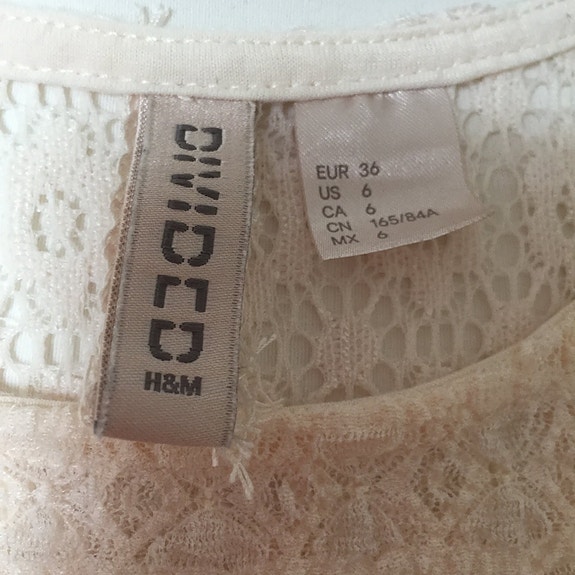 DIVIDED
H&M
EUR 36
US 6
CA 6
CN 165/84A
MX 6